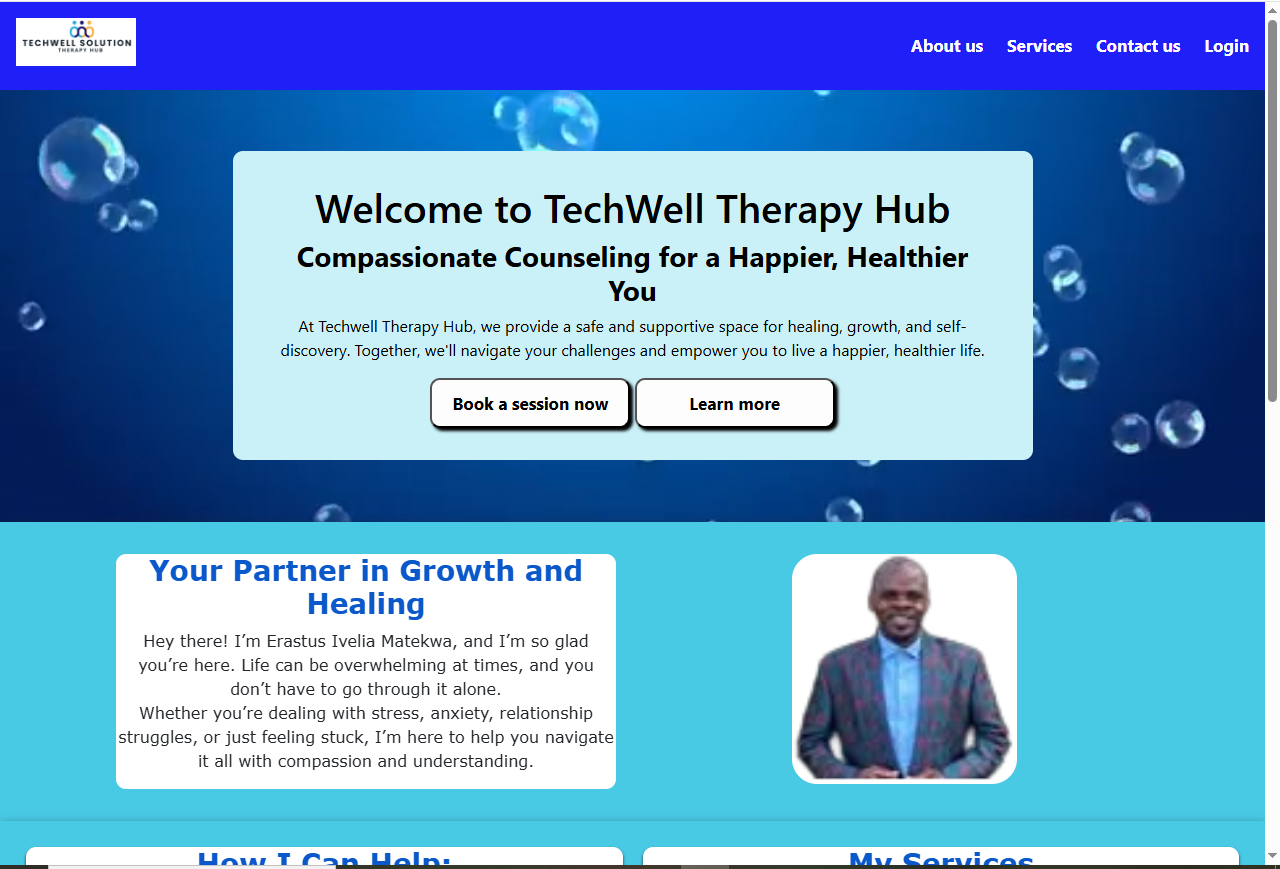 TECHWELL SOLUTION
THERAPY HUB
About us Services Contact us Login
Welcome to TechWell Therapy Hub
Compassionate Counseling for a Happier, Healthier
You
At Techwell Therapy Hub, we provide a safe and supportive space for healing, growth, and self-
discovery. Together, we'll navigate your challenges and empower you to live a happier, healthier life.
Book a session now Learn more
Your Partner in Growth and
Healing
Hey there! I’m Erastus Ivelia Matekwa, and I’m so glad
you’re here. Life can be overwhelming at times, and you
don’t have to go through it alone.
Whether you’re dealing with stress, anxiety, relationship
struggles, or just feeling stuck, I’m here to help you navigate
it all with compassion and understanding.
How I Can Help: My Services